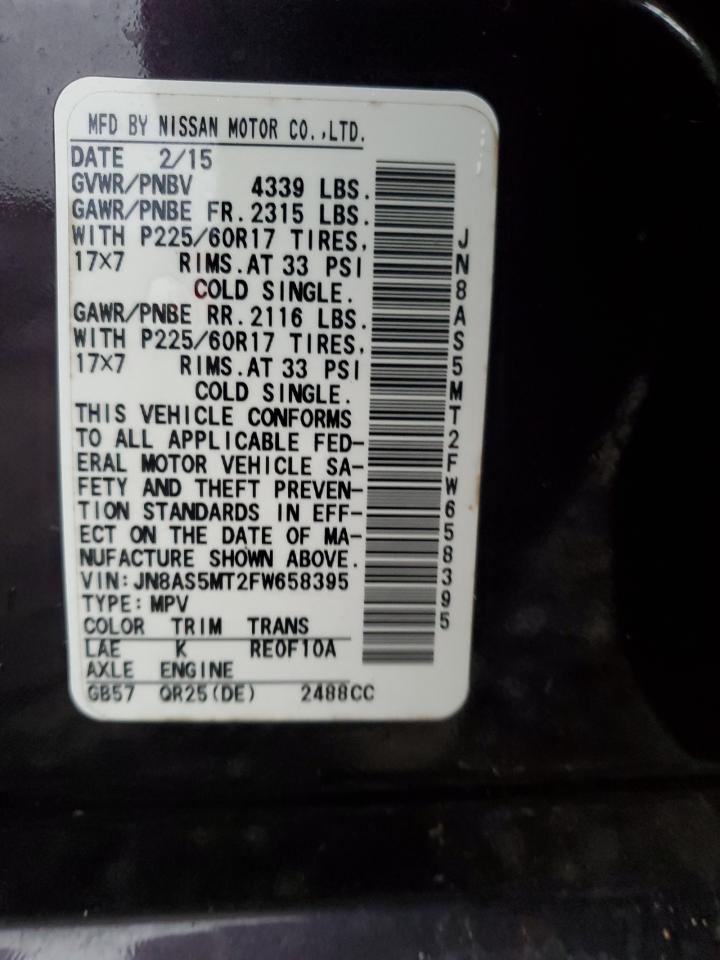 MFD BY NISSAN MOTOR CO.,LTD.
DATE 2/15
GVWR/PNBV 4339 LBS.
GAWR/PNBE FR.2315 LBS.
WITH P225/60R17 TIRES,
17×7 RIMS.AT 33 PSI
COLD SINGLE.
GAWR/PNBE RR.2116 LBS.
WITH P225/60R17 TIRES,
17×7 RIMS.AT 33 PSI
COLD SINGLE.
THIS VEHICLE CONFORMS
TO ALL APPLICABLE FED-
ERAL MOTOR VEHICLE SA-
FETY AND THEFT PREVEN-
TION STANDARDS IN EFF-
ECT ON THE DATE OF MA-
NUFACTURE SHOWN ABOVE.
VIN:JN8AS5MT2FW658395
TYPE:MPV
COLOR TRIM TRANS
LAE K RE0F10A
AXLE ENGINE
GB57 QR25(DE) 2488CC
JN8AS5MT2FW658395